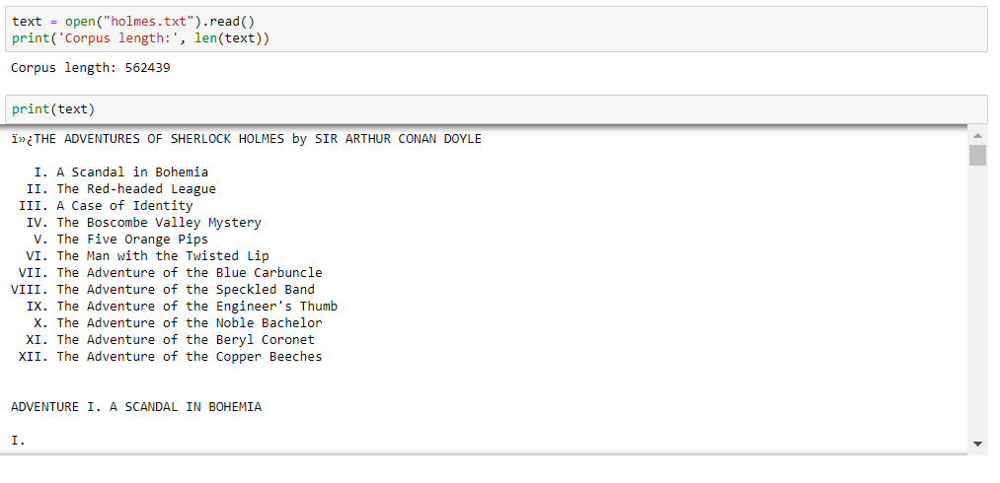 text = open("holmes.txt").read()
print('Corpus length:', len(text))
Corpus length: 562439
print(text)
ï»¿THE ADVENTURES OF SHERLOCK HOLMES by SIR ARTHUR CONAN DOYLE
I. A Scandal in Bohemia
II. The Red-headed League
III. A Case of Identity
IV. The Boscombe Valley Mystery
V. The Five Orange Pips
VI. The Man with the Twisted Lip
VII. The Adventure of the Blue Carbuncle
VIII. The Adventure of the Speckled Band
IX. The Adventure of the Engineer's Thumb
X. The Adventure of the Noble Bachelor
XI. The Adventure of the Beryl Coronet
XII. The Adventure of the Copper Beeches
ADVENTURE I. A SCANDAL IN BOHEMIA
I.